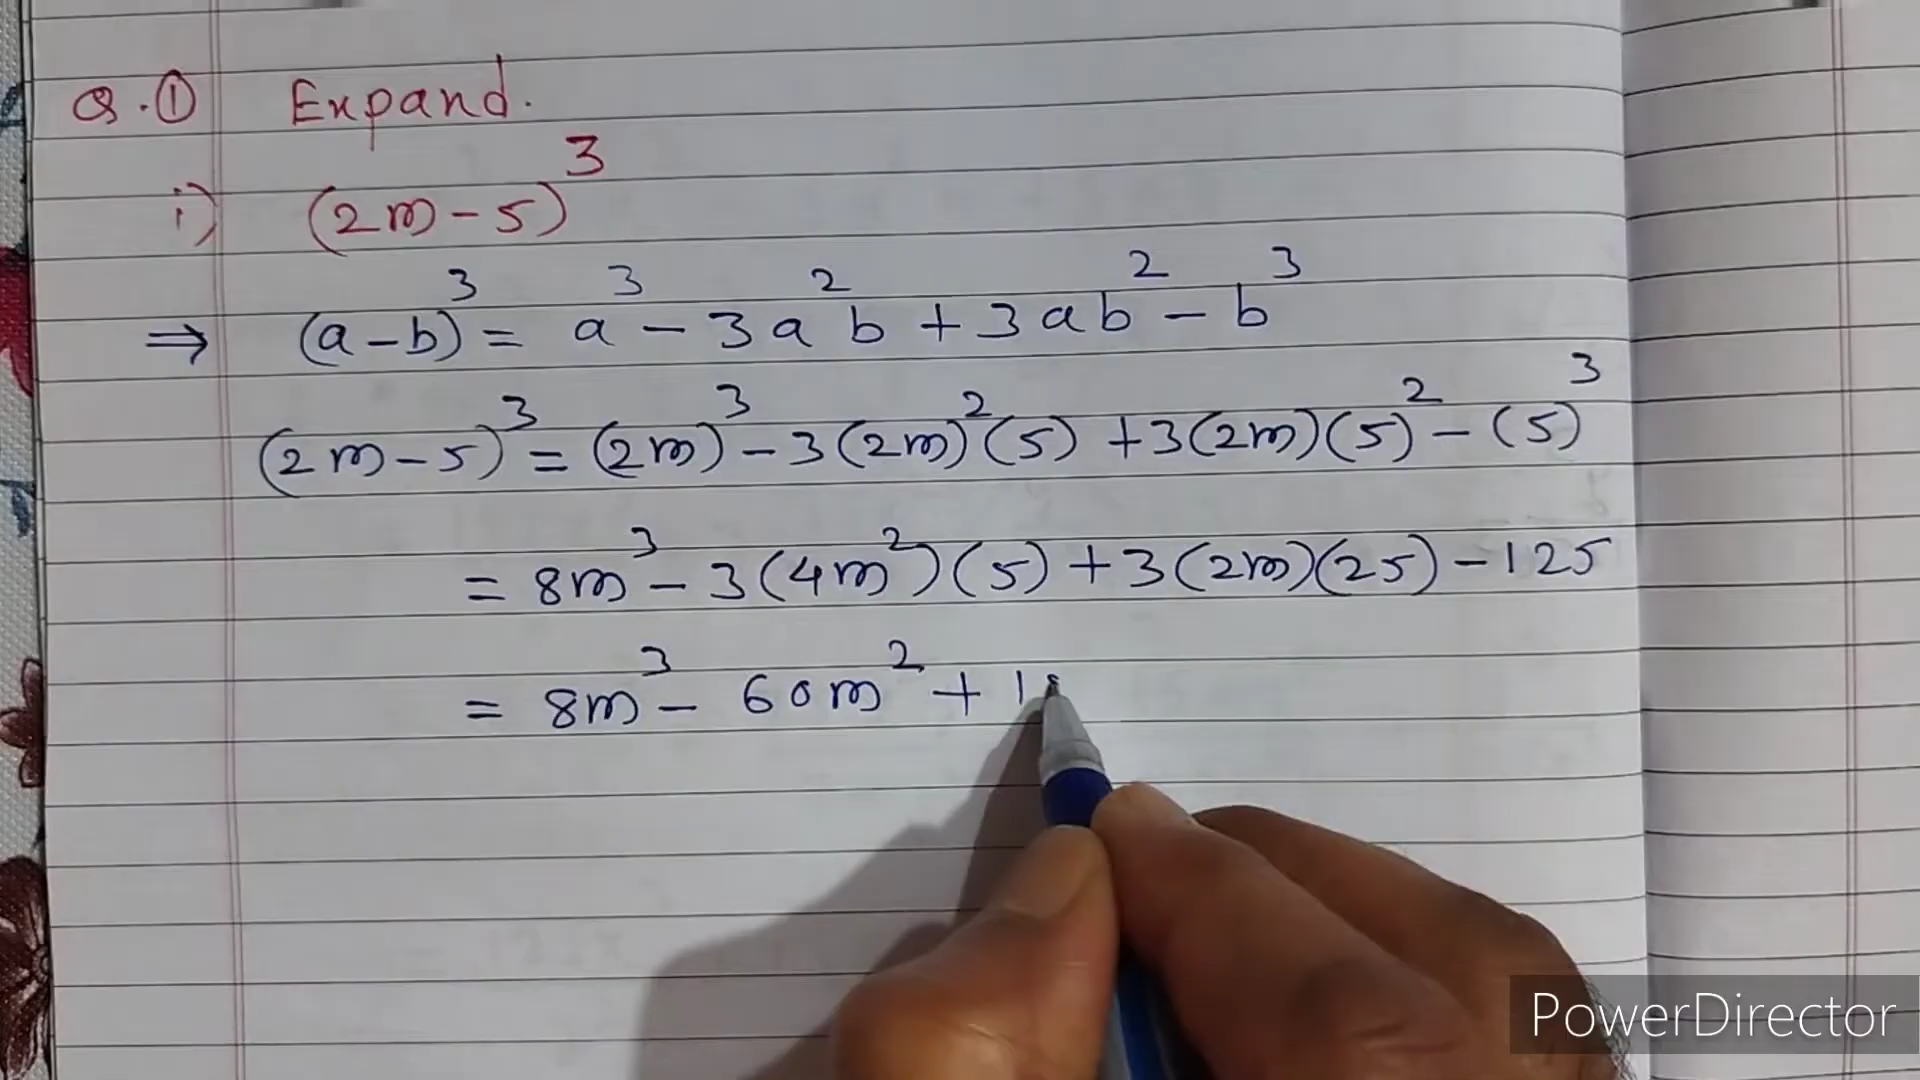 Q.① Expand.
i) (2m-5)³
⇒ (a-b)³ = a³ - 3a²b + 3ab² - b³
(2m-5)³ = (2m)³ - 3(2m)²(5) + 3(2m)(5)² - (5)³
= 8m³ - 3(4m²)(5) + 3(2m)(25) - 125
= 8m³ - 60m² + 1
PowerDirector